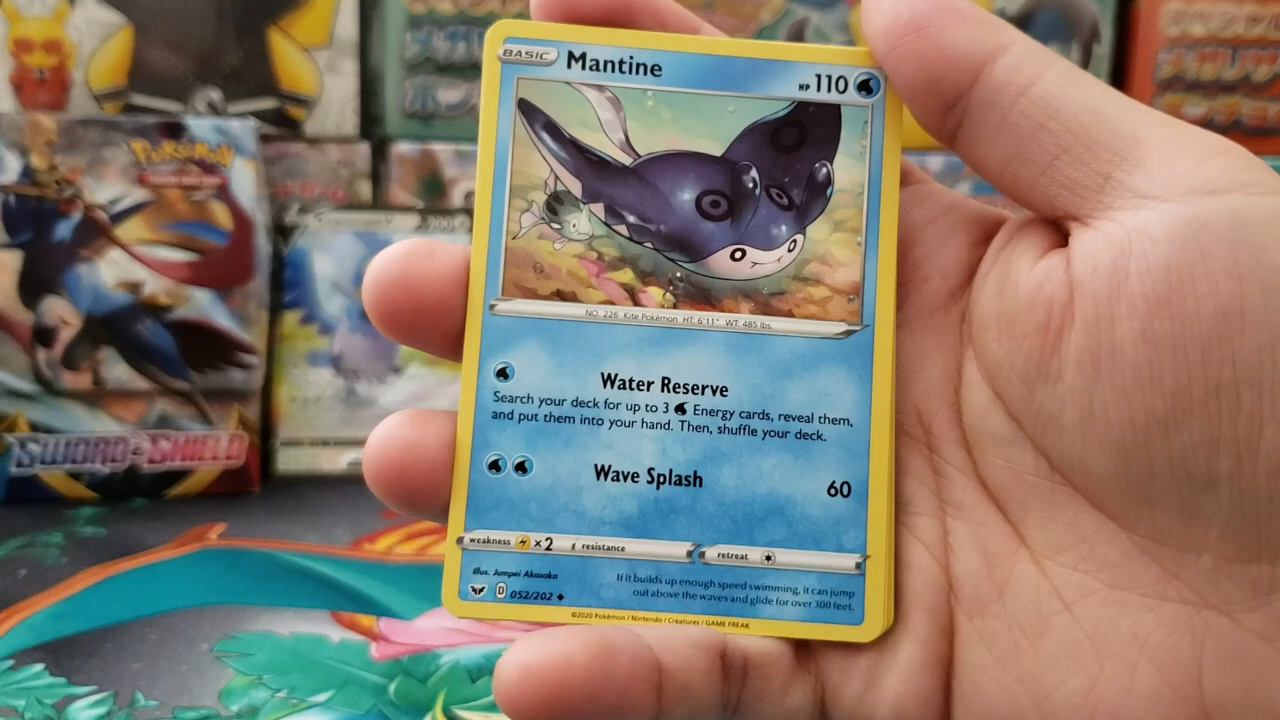 BASIC
Mantine
HP 110
NO. 226 Kite Pokémon HT: 6'11" WT: 485 lbs.
Water Reserve
Search your deck for up to 3 Energy cards, reveal them,
and put them into your hand. Then, shuffle your deck.
Wave Splash
60
weakness ×2 resistance
retreat
Illus. Jumpei Akasaka
D 052/202
If it builds up enough speed swimming, it can jump
out above the waves and glide for over 300 feet.
©2020 Pokémon / Nintendo / Creatures / GAME FREAK
POKéMON
SWORD & SHIELD